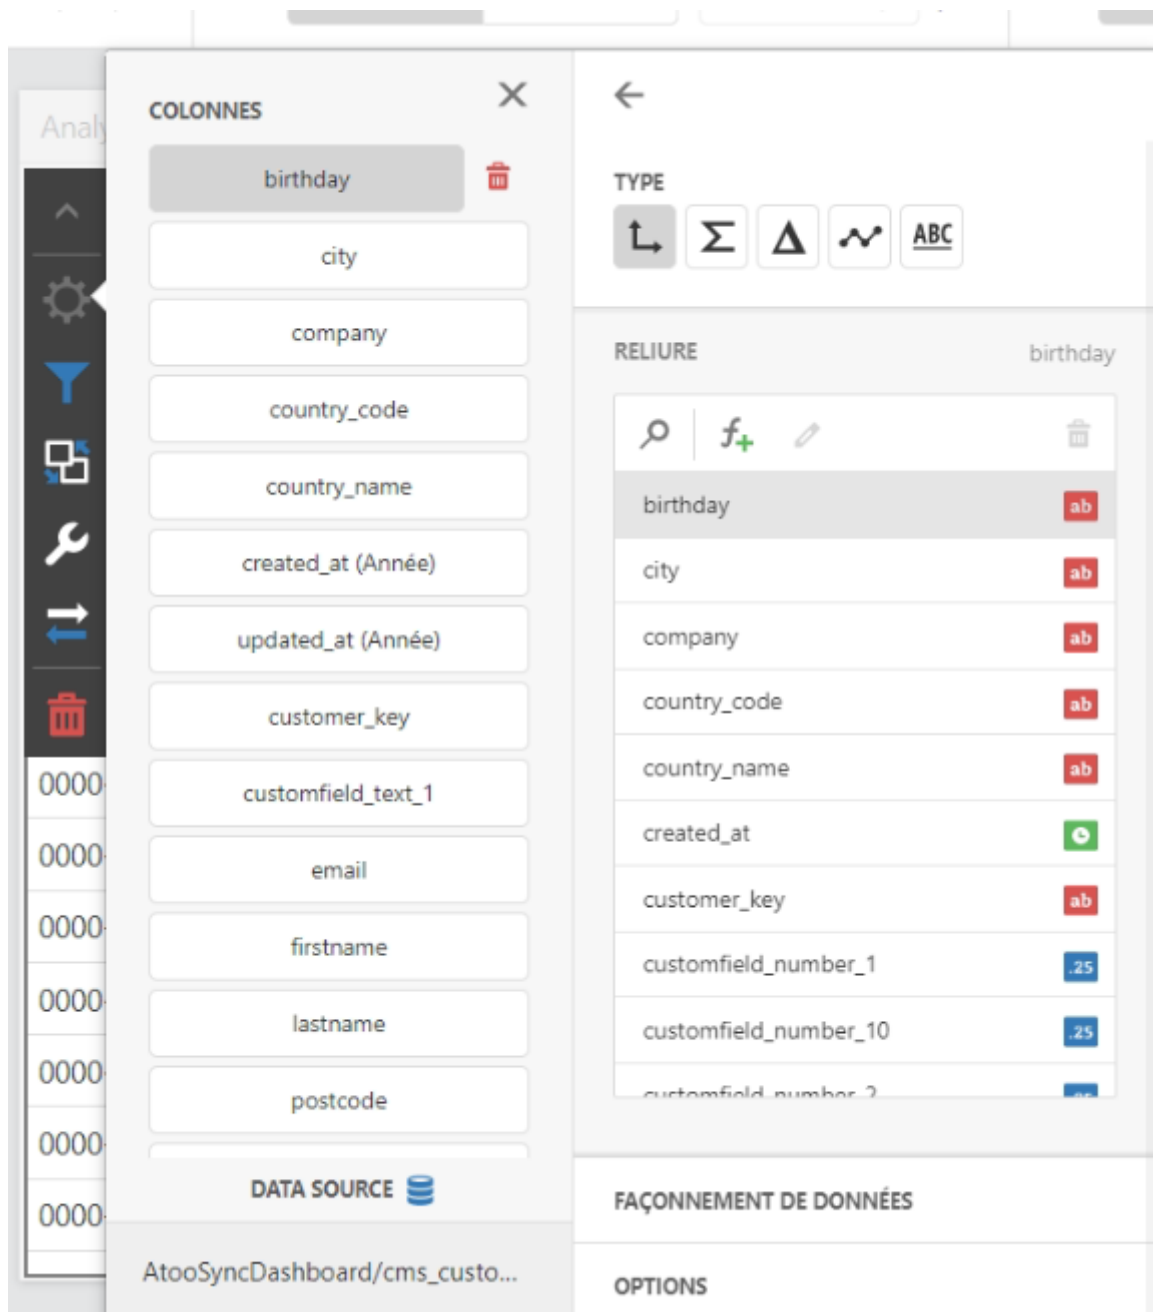 Analy
COLONNES
birthday
city
company
country_code
country_name
created_at (Année)
updated_at (Année)
customer_key
customfield_text_1
email
firstname
lastname
postcode
DATA SOURCE
AtooSyncDashboard/cms_custo...
0000-
0000-
0000-
0000-
0000-
0000-
0000-
TYPE
ABC
RELIURE birthday
f+
birthday ab
city ab
company ab
country_code ab
country_name ab
created_at
customer_key ab
customfield_number_1 .25
customfield_number_10 .25
customfield_number_2
FAÇONNEMENT DE DONNÉES
OPTIONS